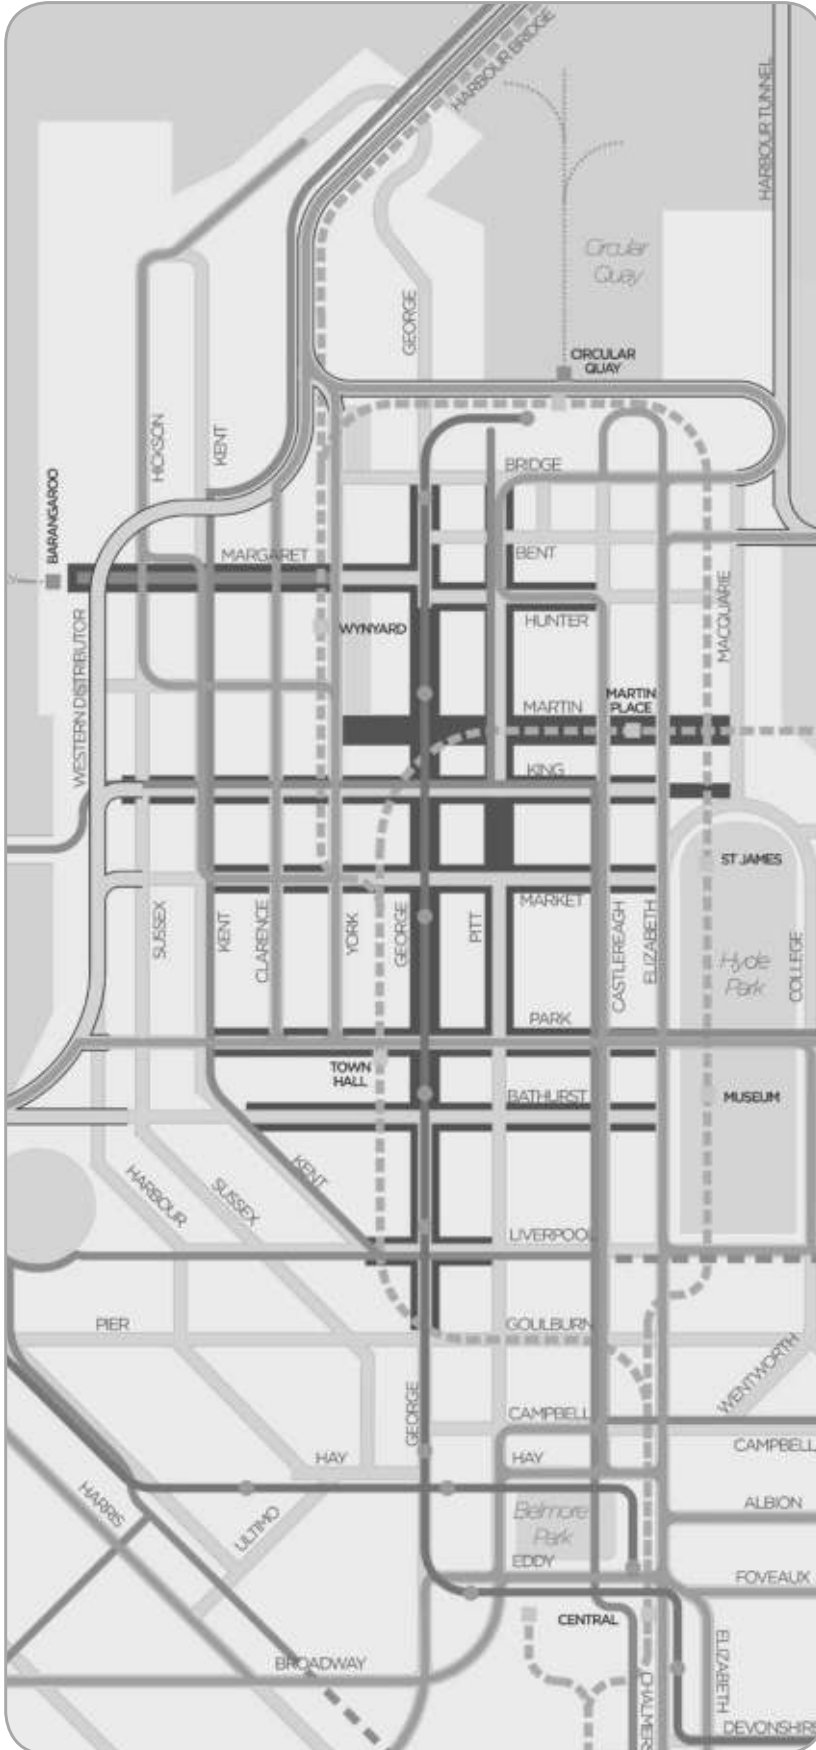 HARBOUR BRIDGE
HARBOUR TUNNEL
Circular
Quay
GEORGE
CIRCULAR
QUAY
HICKSON
KENT
BRIDGE
BARANGAROO
MARGARET
BENT
MACQUARIE
HUNTER
WYNYARD
WESTERN DISTRIBUTOR
MARTIN
MARTIN
PLACE
KING
ST JAMES
MARKET
SUSSEX
KENT
CLARENCE
YORK
GEORGE
PITT
CASTLEREAGH
ELIZABETH
Hyde
Park
COLLEGE
PARK
TOWN
HALL
BATHURST
MUSEUM
KENT
HARBOUR
SUSSEX
LIVERPOOL
PIER
GOULBURN
WENTWORTH
GEORGE
CAMPBELL
CAMPBELL
HAY
HAY
HARRIS
ULTIMO
Belmore
Park
ALBION
EDDY
FOVEAUX
CENTRAL
BROADWAY
ELIZABETH
CHALMERS
DEVONSHIRE